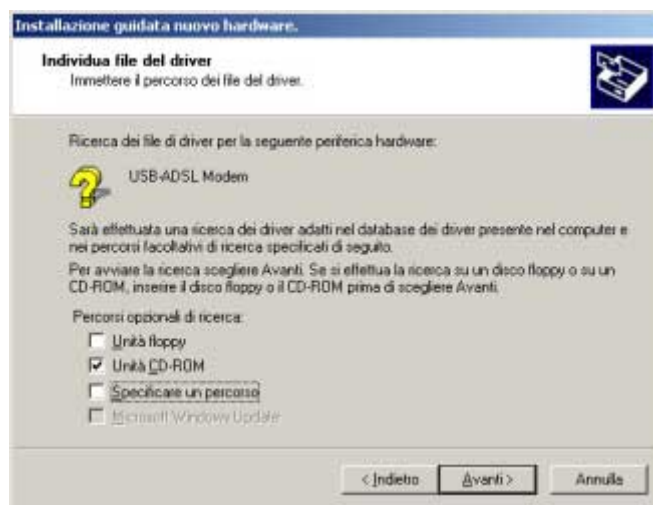 Installazione guidata nuovo hardware.
Individua file del driver
Immettere il percorso dei file del driver.
Ricerca dei file di driver per la seguente periferica hardware:
USB-ADSL Modem
Sarà effettuata una ricerca dei driver adatti nel database dei driver presente nel computer e
nei percorsi facoltativi di ricerca specificati di seguito.
Per avviare la ricerca scegliere Avanti. Se si effettua la ricerca su un disco floppy o su un
CD-ROM, inserire il disco floppy o il CD-ROM prima di scegliere Avanti.
Percorsi opzionali di ricerca:
Unità floppy
Unità CD-ROM
Specificare un percorso
Microsoft Windows Update
< Indietro Avanti > Annulla